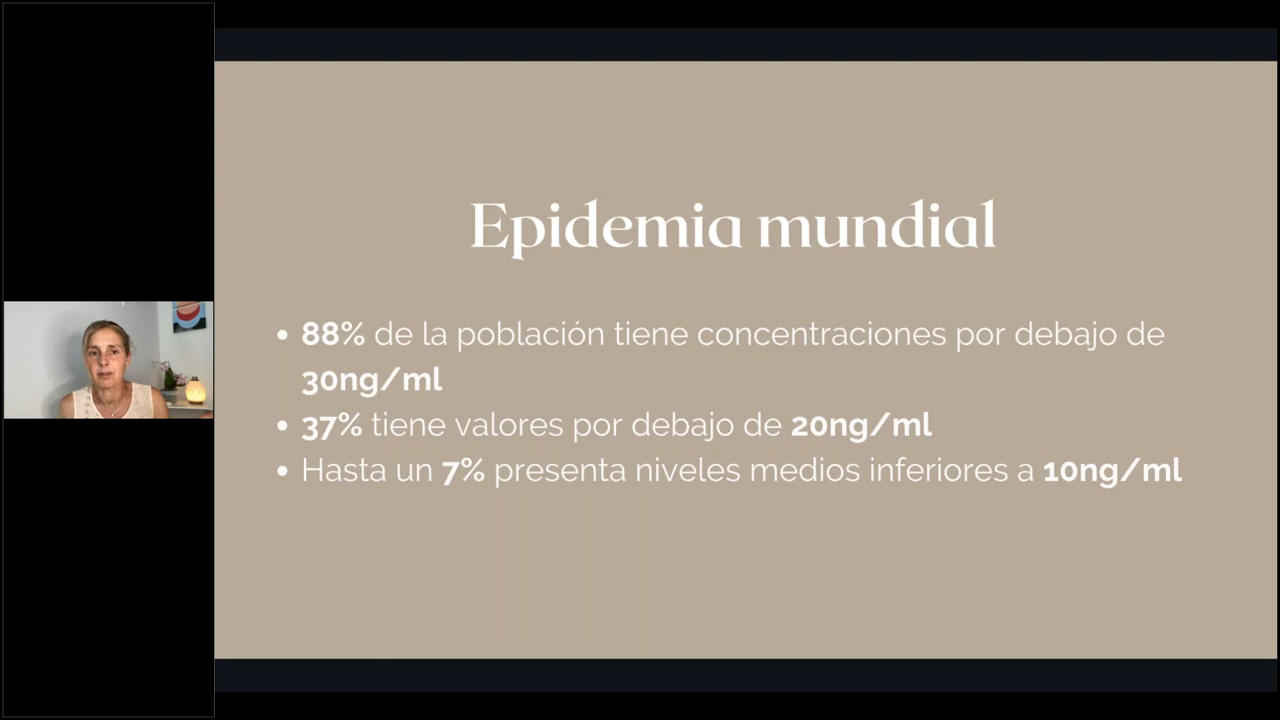 Epidemia mundial
• 88% de la población tiene concentraciones por debajo de
30ng/ml
• 37% tiene valores por debajo de 20ng/ml
• Hasta un 7% presenta niveles medios inferiores a 10ng/ml